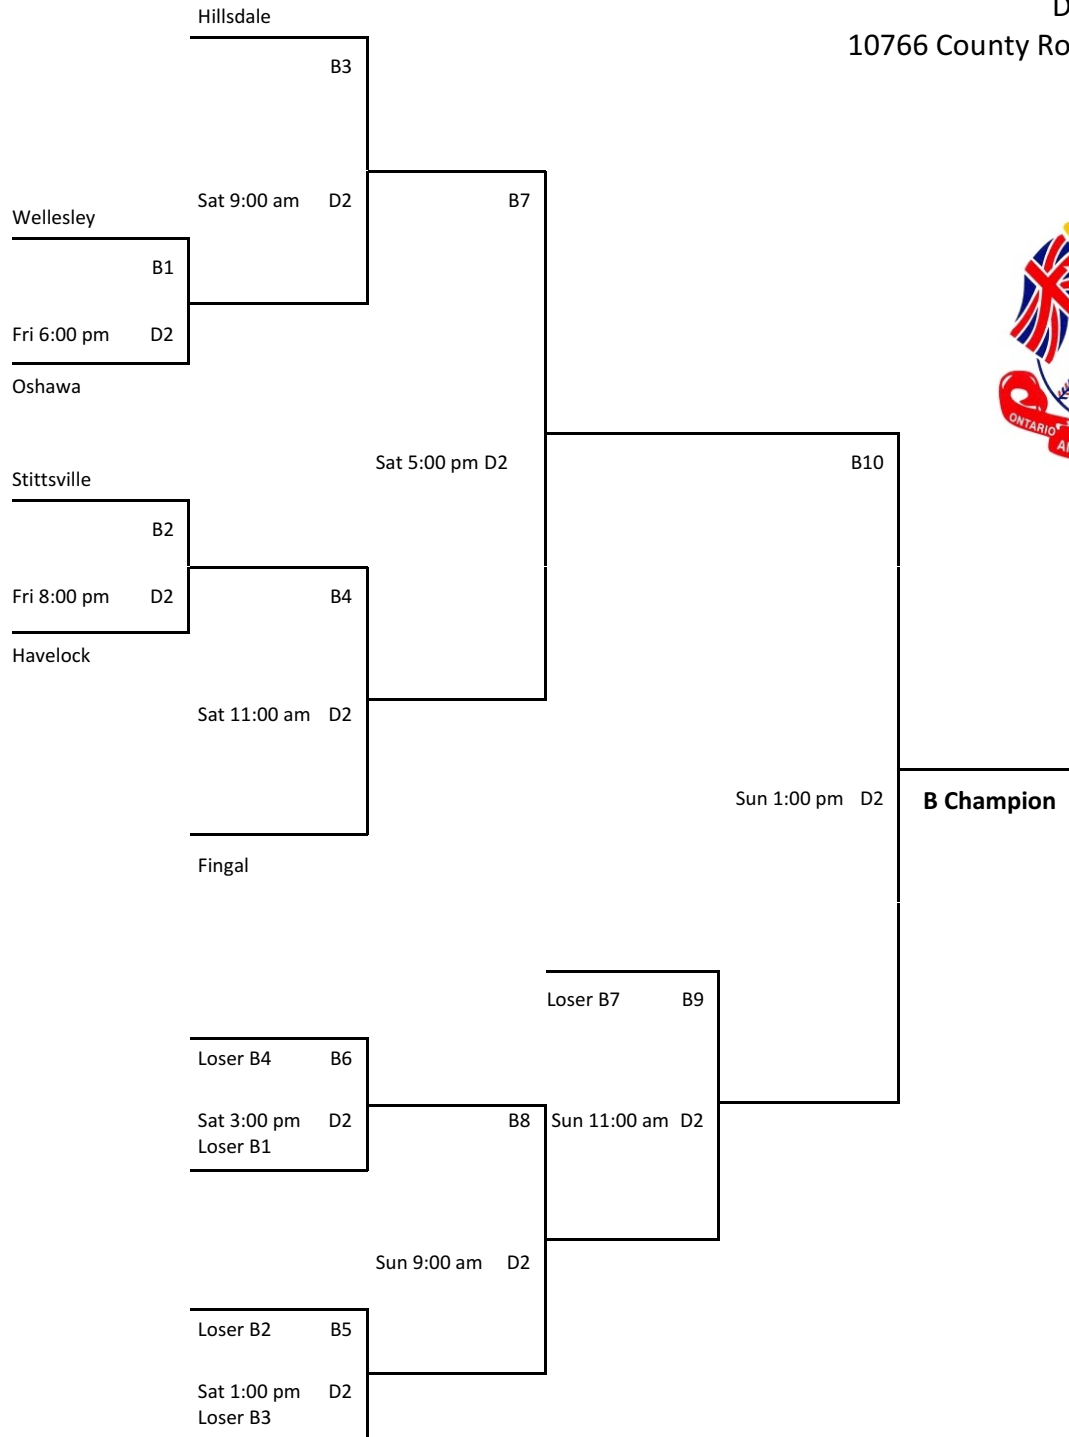 Hillsdale
D
10766 County Ro
B3
Sat 9:00 am D2
B7
Wellesley
B1
Fri 6:00 pm D2
Oshawa
ONTARIO
Sat 5:00 pm D2
B10
Stittsville
B2
Fri 8:00 pm D2
B4
Havelock
Sat 11:00 am D2
Sun 1:00 pm D2
B Champion
Fingal
Loser B7 B9
Loser B4 B6
Sat 3:00 pm D2
B8
Sun 11:00 am D2
Loser B1
Sun 9:00 am D2
Loser B2 B5
Sat 1:00 pm D2
Loser B3